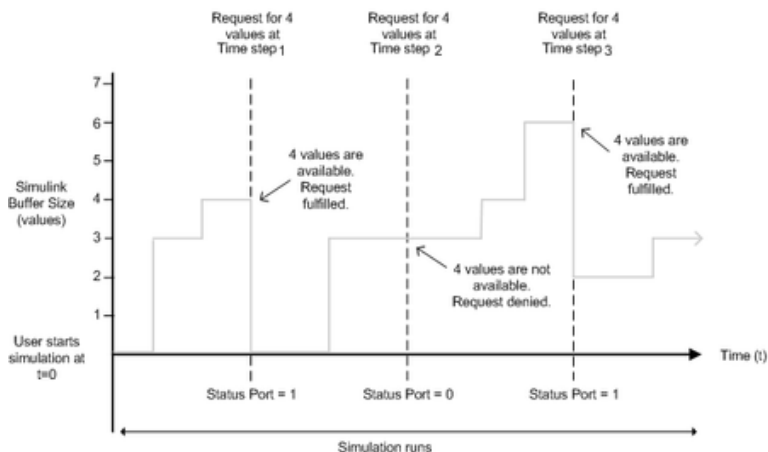 Request for 4
values at
Time step 1
Request for 4
values at
Time step 2
Request for 4
values at
Time step 3
7
6
5
4
3
2
1
Simulink
Buffer Size
(values)
4 values are
available.
Request
fulfilled.
4 values are not
available.
Request denied.
4 values are
available.
Request
fulfilled.
User starts
simulation at
t=0
Time (t)
Status Port = 1
Status Port = 0
Status Port = 1
Simulation runs